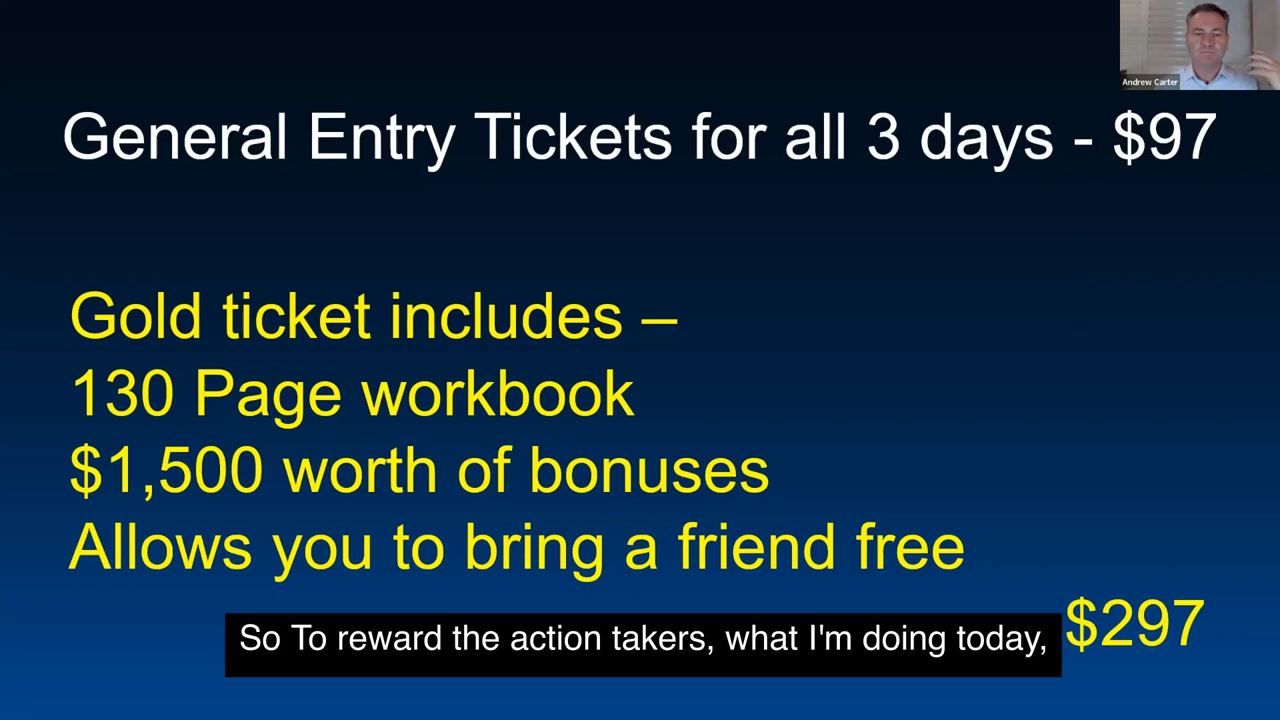 Andrew Carter
General Entry Tickets for all 3 days - $97
Gold ticket includes –
130 Page workbook
$1,500 worth of bonuses
Allows you to bring a friend free
$297
So To reward the action takers, what I'm doing today,